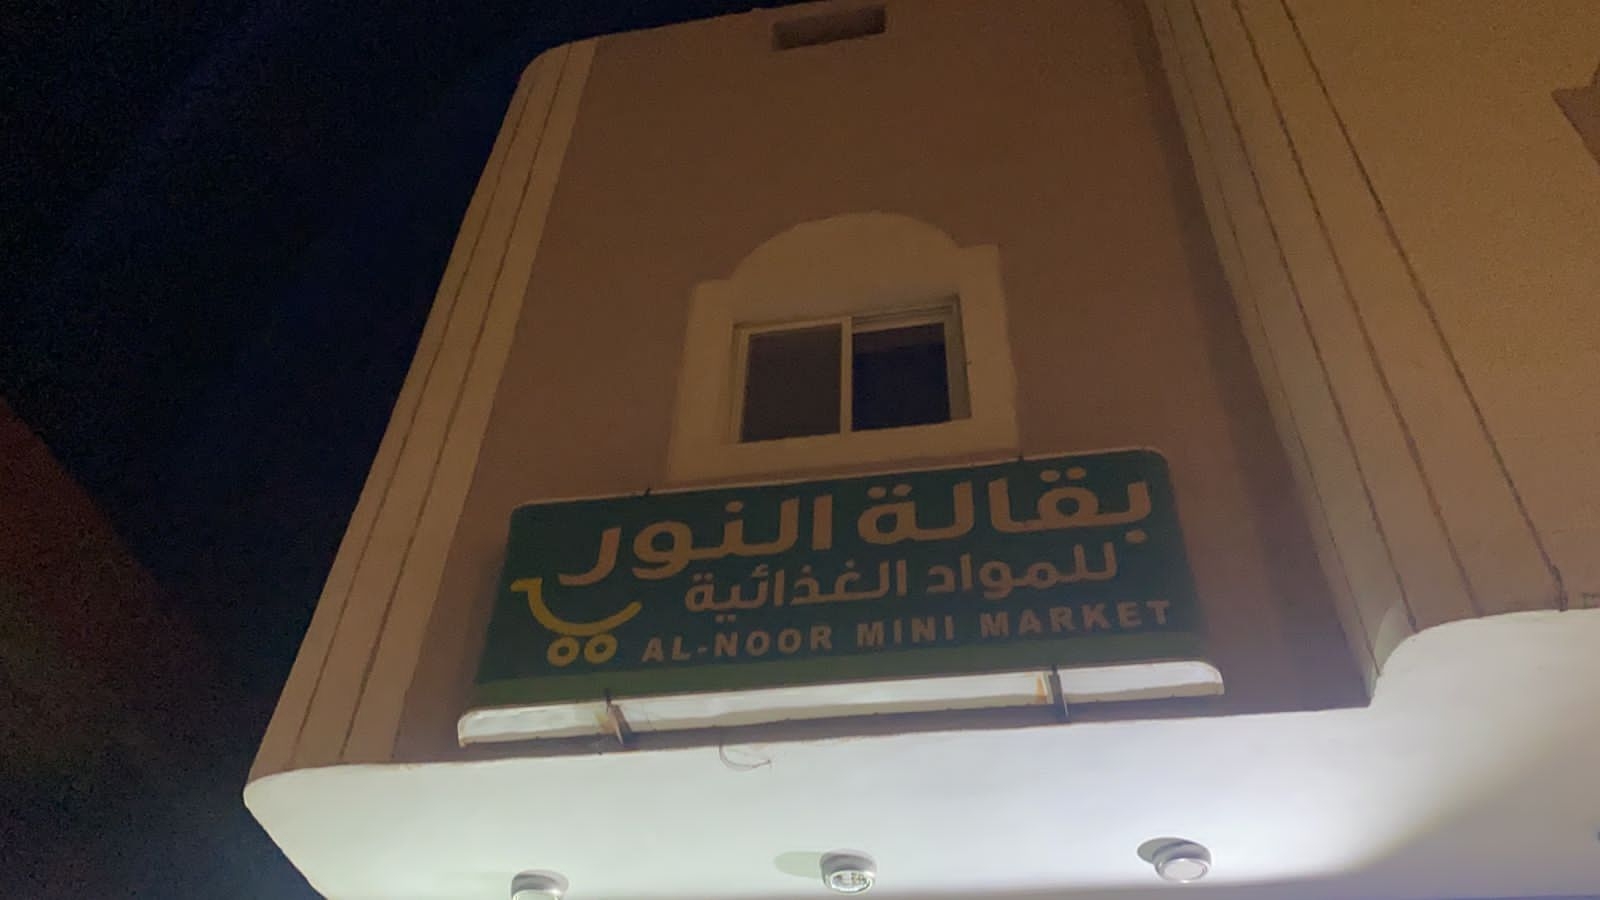 بقالة النور
للمواد الغذائية
AL-NOOR MINI MARKET